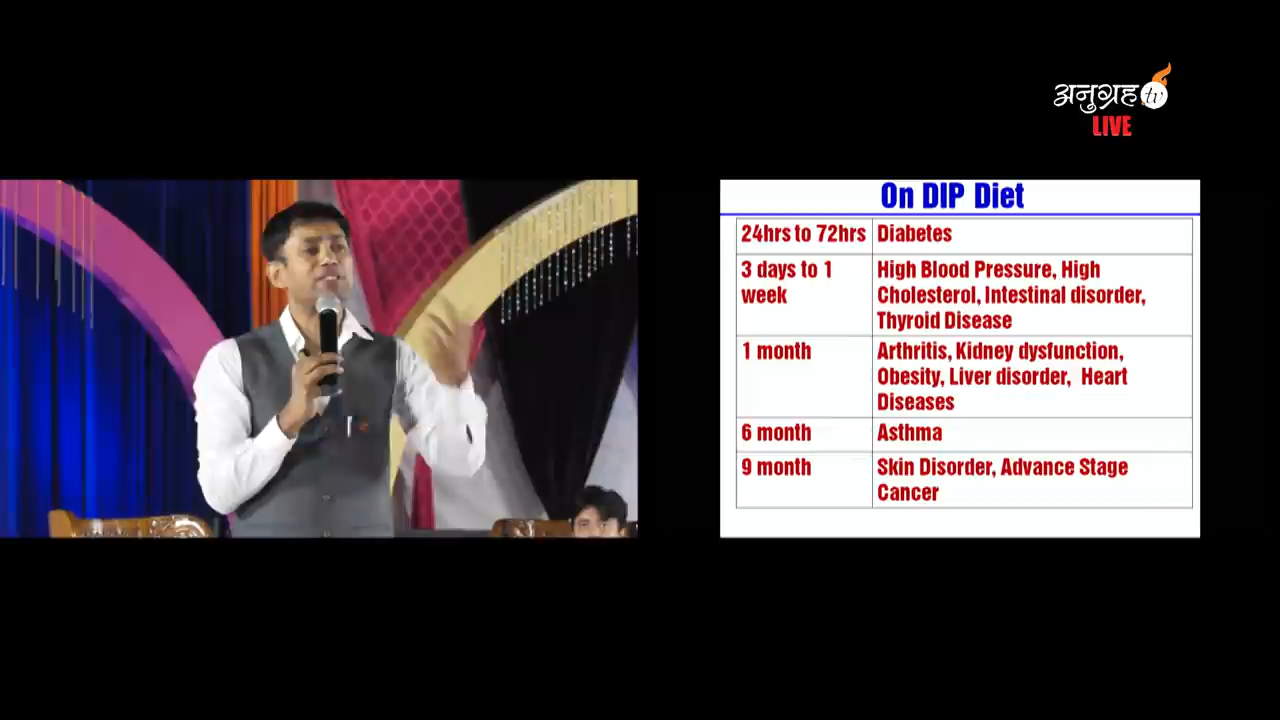 अनुग्रह tv
LIVE
On DIP Diet
24hrs to 72hrs Diabetes
3 days to 1 High Blood Pressure, High
week Cholesterol, Intestinal disorder,
Thyroid Disease
1 month Arthritis, Kidney dysfunction,
Obesity, Liver disorder, Heart
Diseases
6 month Asthma
9 month Skin Disorder, Advance Stage
Cancer